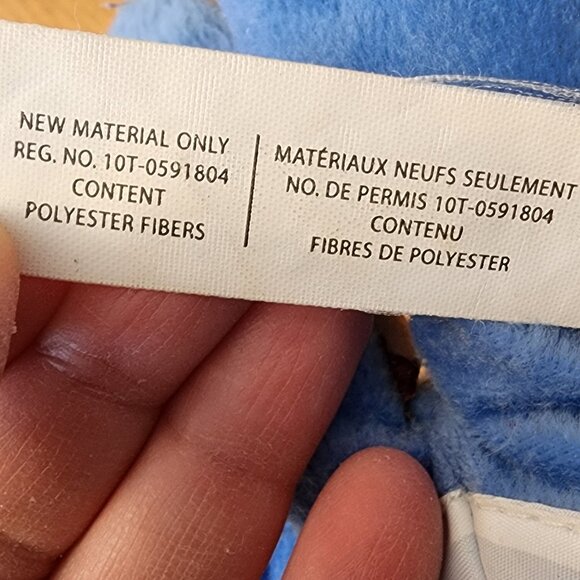 NEW MATERIAL ONLY
REG. NO. 10T-0591804
CONTENT
POLYESTER FIBERS
MATÉRIAUX NEUFS SEULEMENT
NO. DE PERMIS 10T-0591804
CONTENU
FIBRES DE POLYESTER